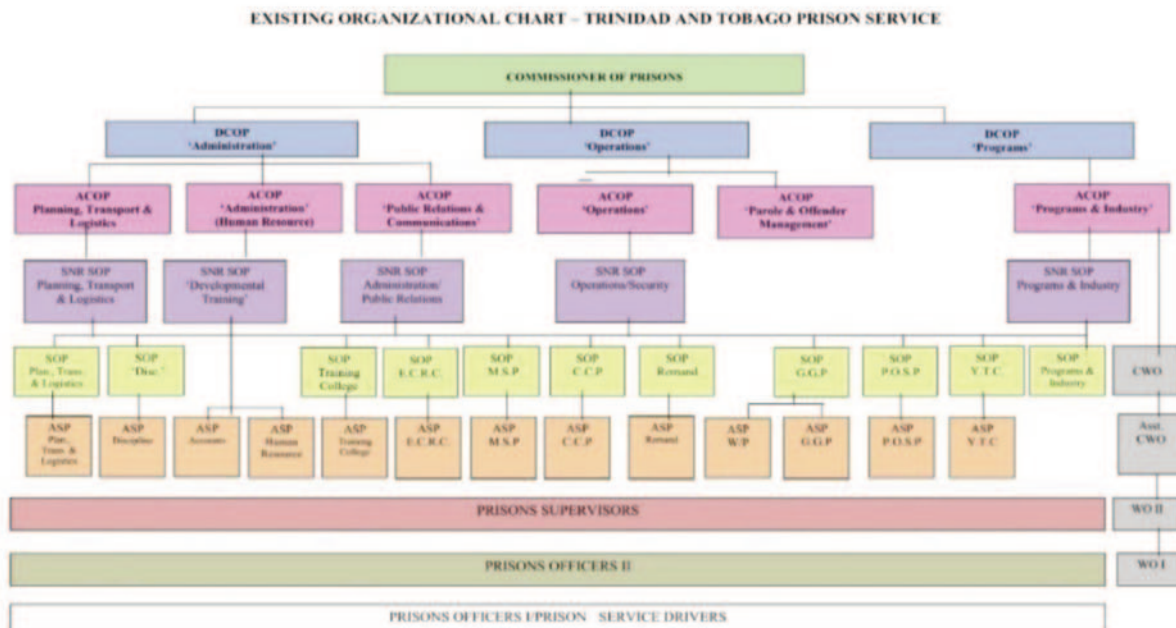 EXISTING ORGANIZATIONAL CHART – TRINIDAD AND TOBAGO PRISON SERVICE
COMMISSIONER OF PRISONS
DCOP
'Administration'
DCOP
'Operations'
DCOP
'Programs'
ACOP
Planning, Transport &
Logistics
ACOP
'Administration'
(Human Resource)
ACOP
'Public Relations &
Communications'
ACOP
'Operations'
ACOP
'Parole & Offender
Management'
ACOP
'Programs & Industry'
SNR SOP
Planning, Transport
& Logistics
SNR SOP
'Developmental
Training'
SNR SOP
Administration/
Public Relations
SNR SOP
Operations/Security
SNR SOP
Programs & Industry
SOP
Plan., Trans.
& Logistics
SOP
'Disc.'
SOP
Training
College
SOP
E.C.R.C.
SOP
M.S.P
SOP
C.C.P
SOP
Remand
SOP
G.G.P
SOP
P.O.S.P
SOP
Y.T.C.
SOP
Programs &
Industry
CWO
ASP
Plan.,
Trans. &
Logistics
ASP
Discipline
ASP
Accounts
ASP
Human
Resource
ASP
Training
College
ASP
E.C.R.C.
ASP
M.S.P
ASP
C.C.P
ASP
Remand
ASP
W/P
ASP
G.G.P
ASP
P.O.S.P
ASP
Y.T.C
Asst.
CWO
PRISONS SUPERVISORS
WO II
PRISONS OFFICERS II
WO I
PRISONS OFFICERS I/PRISON SERVICE DRIVERS